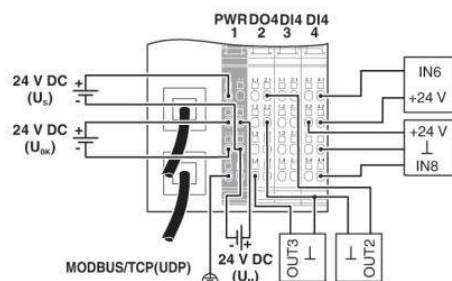 PWR DO4 DI4 DI4
1 2 3 4
24 V DC
(Us)
+
-
24 V DC
(UBK)
+
-
IN6
+24 V
+24 V
⊥
IN8
- +
24 V DC
MODBUS/TCP(UDP)
OUT3 ⊥
⊥ OUT2